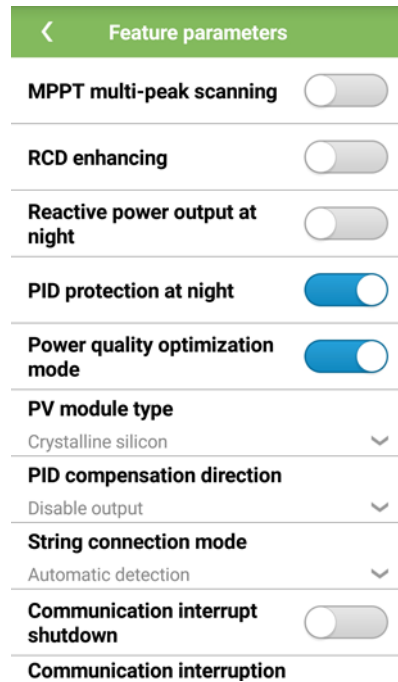 Feature parameters
MPPT multi-peak scanning
RCD enhancing
Reactive power output at
night
PID protection at night
Power quality optimization
mode
PV module type
Crystalline silicon
PID compensation direction
Disable output
String connection mode
Automatic detection
Communication interrupt
shutdown
Communication interruption